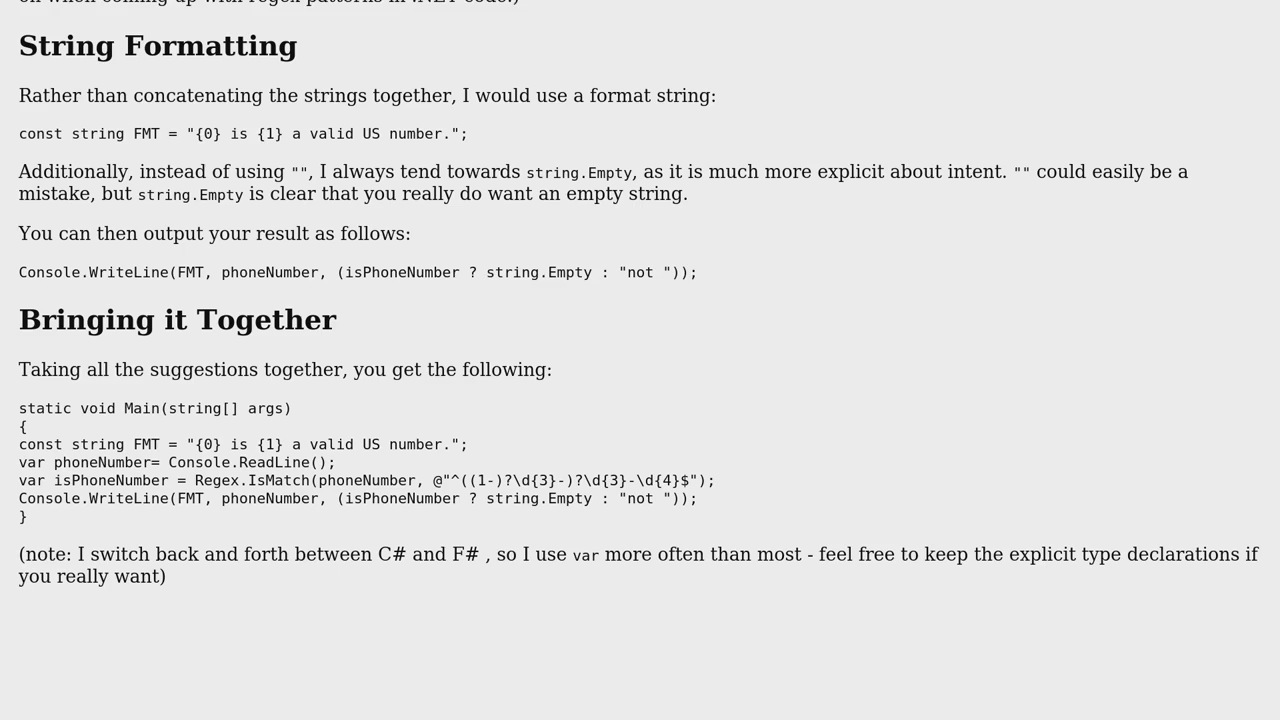 String Formatting
Rather than concatenating the strings together, I would use a format string:
const string FMT = "{0} is {1} a valid US number.";
Additionally, instead of using "", I always tend towards string.Empty, as it is much more explicit about intent. "" could easily be a
mistake, but string.Empty is clear that you really do want an empty string.
You can then output your result as follows:
Console.WriteLine(FMT, phoneNumber, (isPhoneNumber ? string.Empty : "not "));
Bringing it Together
Taking all the suggestions together, you get the following:
static void Main(string[] args)
{
const string FMT = "{0} is {1} a valid US number.";
var phoneNumber= Console.ReadLine();
var isPhoneNumber = Regex.IsMatch(phoneNumber, @"^((1-)?\d{3}-)?\d{3}-\d{4}$");
Console.WriteLine(FMT, phoneNumber, (isPhoneNumber ? string.Empty : "not "));
}
(note: I switch back and forth between C# and F# , so I use var more often than most - feel free to keep the explicit type declarations if
you really want)